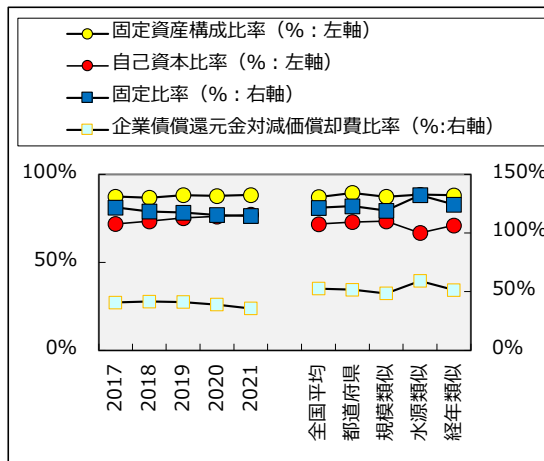 固定資産構成比率（%：左軸）
自己資本比率（%：左軸）
固定比率（%：右軸）
企業債償還元金対減価償却費比率（%:右軸）
100%
50%
0%
150%
100%
50%
0%
2017
2018
2019
2020
2021
全国平均
都道府県
規模類似
水源類似
経年類似